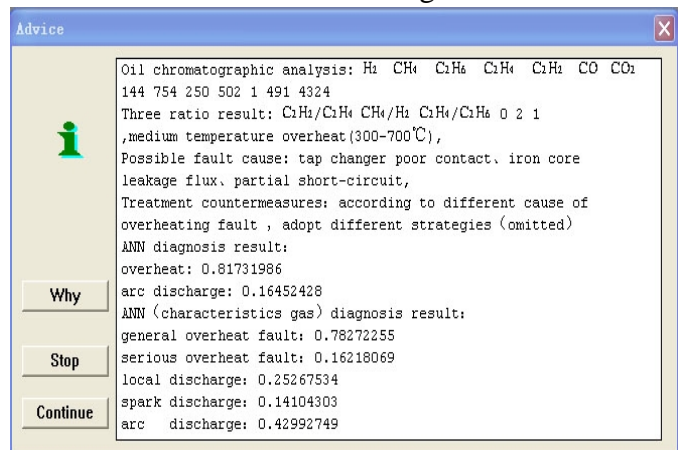 Advice
Oil chromatographic analysis: H₂ CH₄ C₂H₆ C₂H₄ C₂H₂ CO CO₂
144 754 250 502 1 491 4324
Three ratio result: C₂H₂/C₂H₄ CH₄/H₂ C₂H₄/C₂H₆ 0 2 1
,medium temperature overheat(300-700℃),
Possible fault cause: tap changer poor contact、iron core
leakage flux、partial short-circuit,
Treatment countermeasures: according to different cause of
overheating fault , adopt different strategies (omitted)
ANN diagnosis result:
overheat: 0.81731986
arc discharge: 0.16452428
ANN (characteristics gas) diagnosis result:
general overheat fault: 0.78272255
serious overheat fault: 0.16218069
local discharge: 0.25267534
spark discharge: 0.14104303
arc discharge: 0.42992749
Why
Stop
Continue